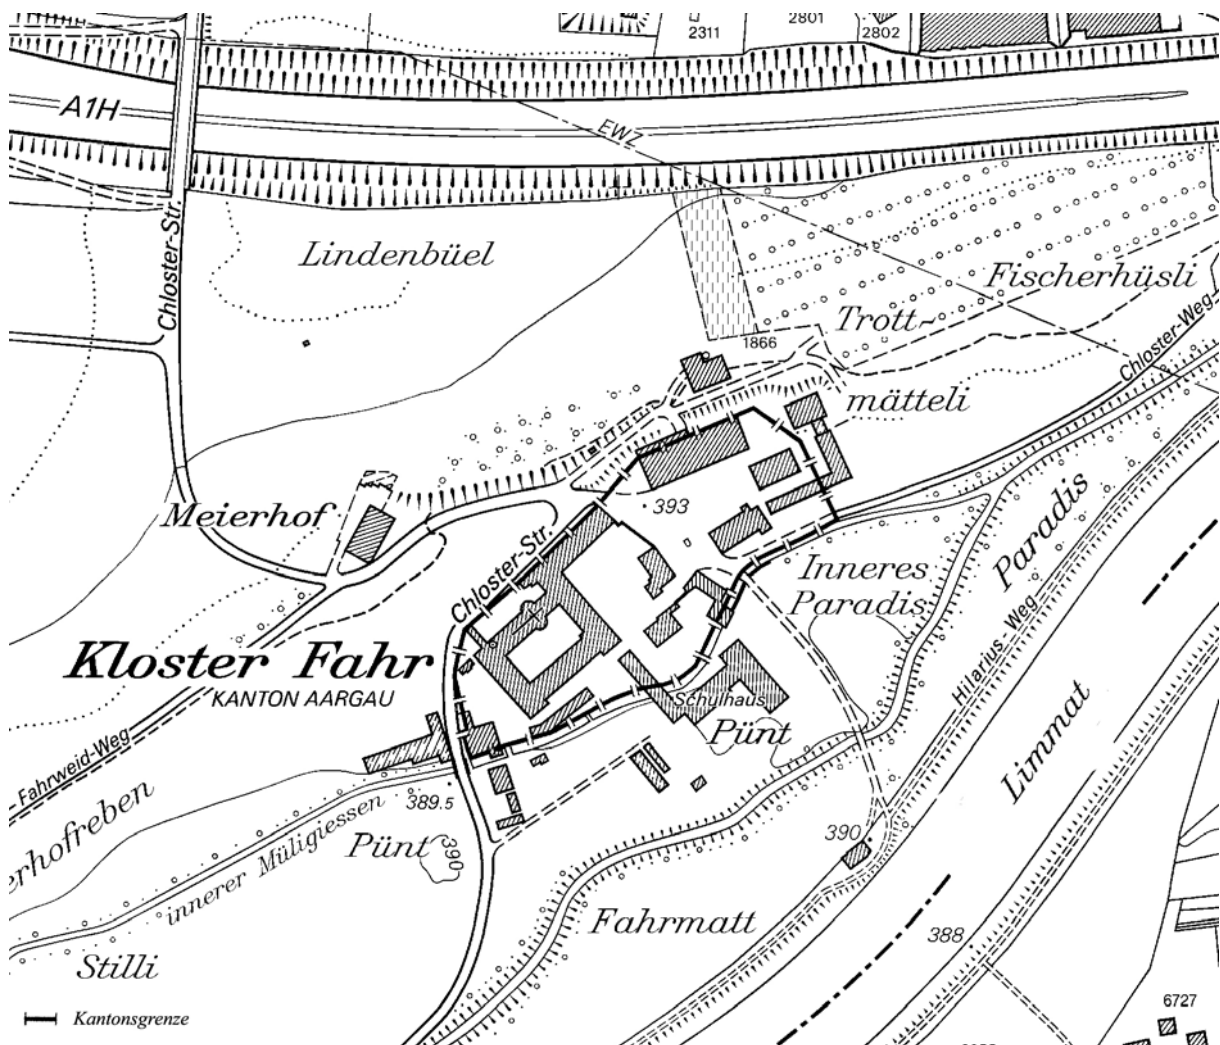 2801
2311
2802
A1H
EWZ
Chloster-Str.
Lindenbüel
Fischerhüsli
Trott-
1866
Chloster-Weg
mätteli
Meierhof
393
Paradis
Chloster-Str.
Inneres
Paradis
Hilarius Weg
Kloster Fahr
KANTON AARGAU
Schulhaus
Pünt
Limmat
Fahrweid-Weg
389.5
erhofreben
innerer Müligiessen
Pünt
390
390
Fahrmatt
388
Stilli
6727
Kantonsgrenze